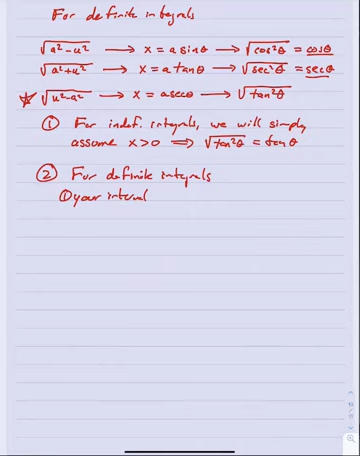 For definite integrals
√a²-u² → x = a sinθ → √cos²θ = cosθ
√a²+u² → x = a tanθ → √sec²θ = secθ
☆ √u²-a² → x = a secθ → √tan²θ
① For indef. integrals, we will simply
assume x>0 ⟹ √tan²θ = tanθ
② For definite integrals
① your interval